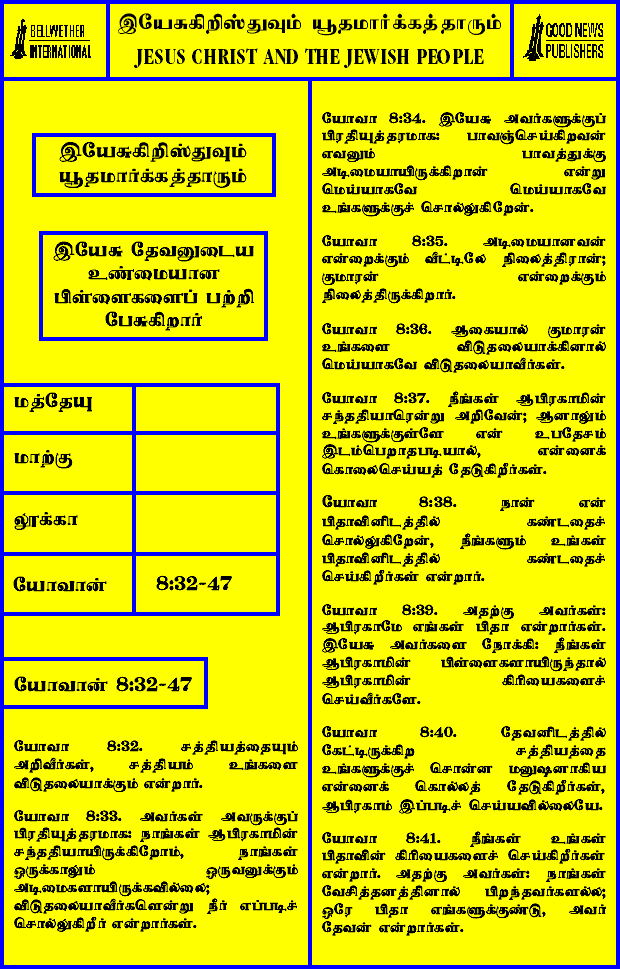 BELLWETHER
INTERNATIONAL
இயேசுகிறிஸ்துவும் யூதமார்க்கத்தாரும்
JESUS CHRIST AND THE JEWISH PEOPLE
GOOD NEWS
PUBLISHERS
இயேசுகிறிஸ்துவும்
யூதமார்க்கத்தாரும்
இயேசு தேவனுடைய
உண்மையான
பிள்ளைகளைப் பற்றி
பேசுகிறார்
மத்தேயு
மாற்கு
லூக்கா
யோவான் 8:32-47
யோவான் 8:32-47
யோவா 8:32. சத்தியத்தையும்
அறிவீர்கள், சத்தியம் உங்களை
விடுதலையாக்கும் என்றார்.
யோவா 8:33. அவர்கள் அவருக்குப்
பிரதியுத்தரமாக: நாங்கள் ஆபிரகாமின்
சந்ததியாயிருக்கிறோம், நாங்கள்
ஒருக்காலும் ஒருவனுக்கும்
அடிமைகளாயிருக்கவில்லை;
விடுதலையாவீர்களென்று நீர் எப்படிச்
சொல்லுகிறீர் என்றார்கள்.
யோவா 8:34. இயேசு அவர்களுக்குப்
பிரதியுத்தரமாக: பாவஞ்செய்கிறவன்
எவனும் பாவத்துக்கு
அடிமையாயிருக்கிறான் என்று
மெய்யாகவே மெய்யாகவே
உங்களுக்குச் சொல்லுகிறேன்.
யோவா 8:35. அடிமையானவன்
என்றைக்கும் வீட்டிலே நிலைத்திரான்;
குமாரன் என்றைக்கும்
நிலைத்திருக்கிறார்.
யோவா 8:36. ஆகையால் குமாரன்
உங்களை விடுதலையாக்கினால்
மெய்யாகவே விடுதலையாவீர்கள்.
யோவா 8:37. நீங்கள் ஆபிரகாமின்
சந்ததியாரென்று அறிவேன்; ஆனாலும்
உங்களுக்குள்ளே என் உபதேசம்
இடம்பெறாதபடியால், என்னைக்
கொலைசெய்யத் தேடுகிறீர்கள்.
யோவா 8:38. நான் என்
பிதாவினிடத்தில் கண்டதைச்
சொல்லுகிறேன், நீங்களும் உங்கள்
பிதாவினிடத்தில் கண்டதைச்
செய்கிறீர்கள் என்றார்.
யோவா 8:39. அதற்கு அவர்கள்:
ஆபிரகாமே எங்கள் பிதா என்றார்கள்.
இயேசு அவர்களை நோக்கி: நீங்கள்
ஆபிரகாமின் பிள்ளைகளாயிருந்தால்
ஆபிரகாமின் கிரியைகளைச்
செய்வீர்களே.
யோவா 8:40. தேவனிடத்தில்
கேட்டிருக்கிற சத்தியத்தை
உங்களுக்குச் சொன்ன மனுஷனாகிய
என்னைக் கொல்லத் தேடுகிறீர்கள்,
ஆபிரகாம் இப்படிச் செய்யவில்லையே.
யோவா 8:41. நீங்கள் உங்கள்
பிதாவின் கிரியைகளைச் செய்கிறீர்கள்
என்றார். அதற்கு அவர்கள்: நாங்கள்
வேசித்தனத்தினால் பிறந்தவர்களல்ல;
ஒரே பிதா எங்களுக்குண்டு, அவர்
தேவன் என்றார்கள்.